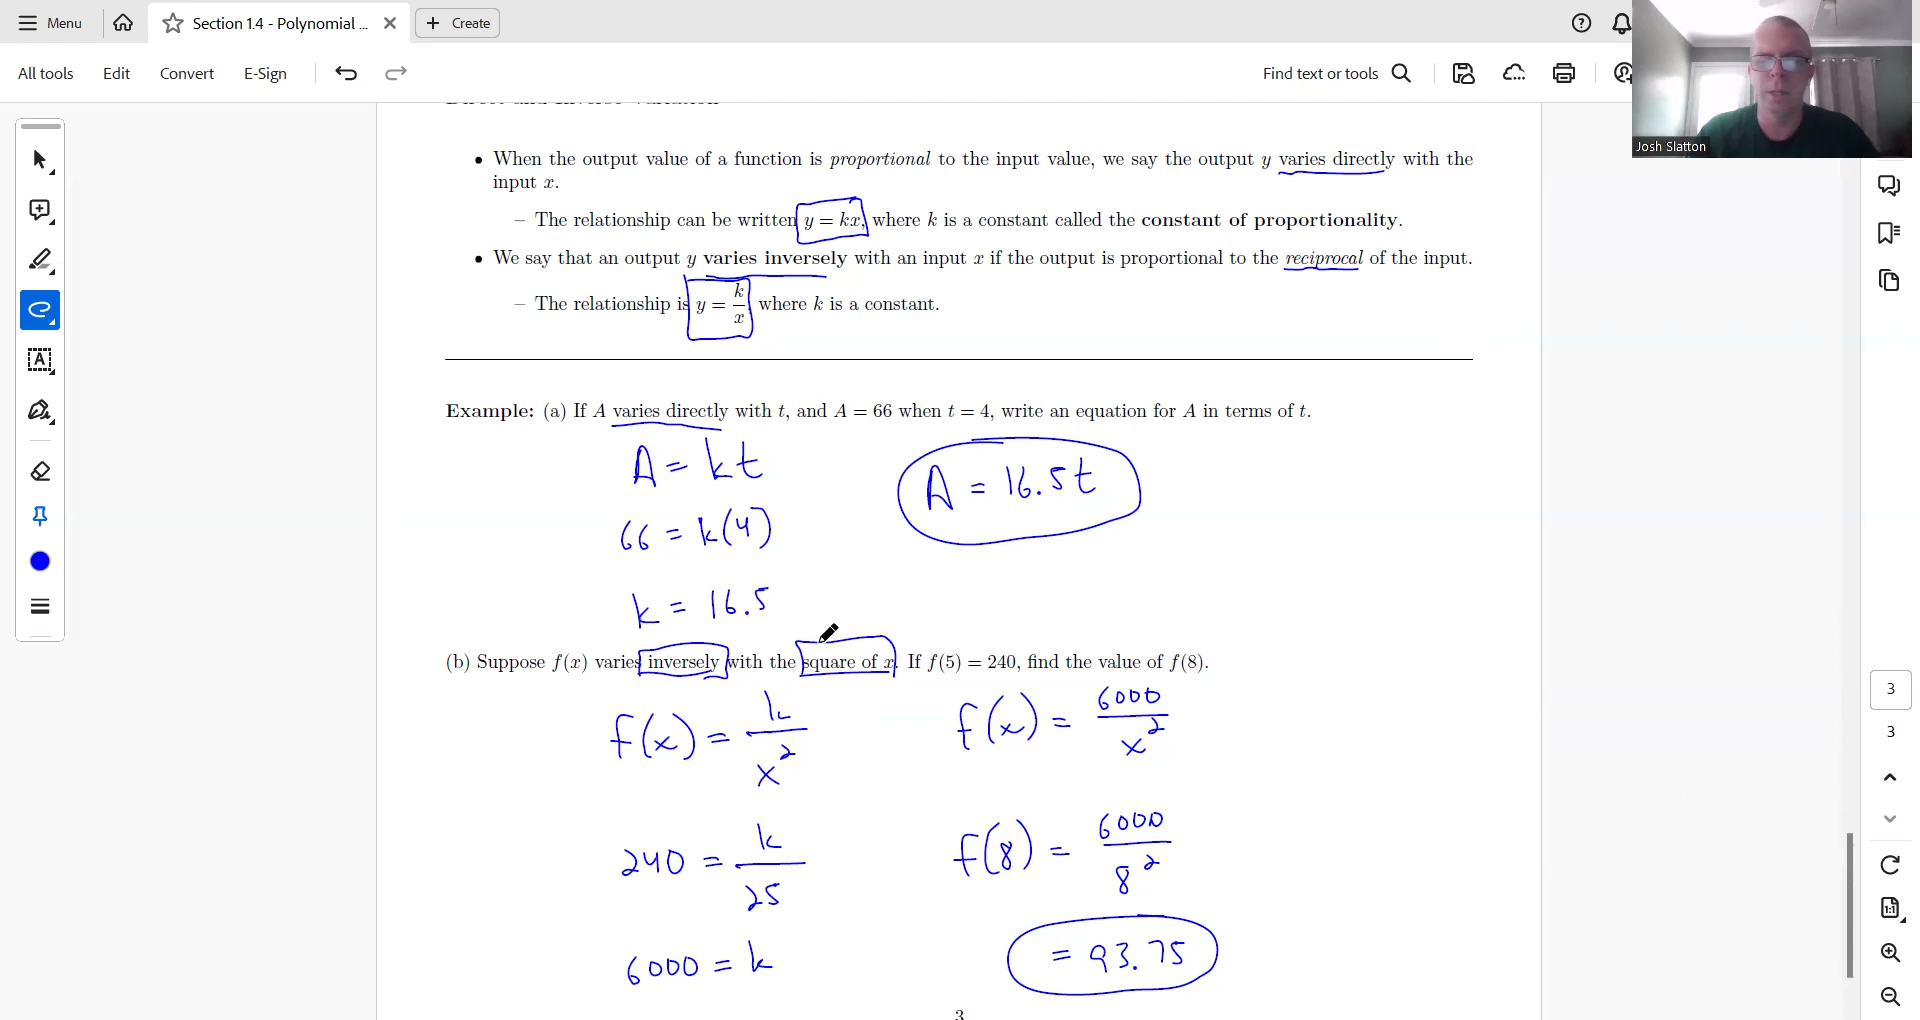 Menu Section 1.4 - Polynomial ... Create
All tools Edit Convert E-Sign Find text or tools
Josh Slatton
Direct and Inverse Variation
• When the output value of a function is proportional to the input value, we say the output y varies directly with the
input x.
– The relationship can be written y = kx, where k is a constant called the constant of proportionality.
• We say that an output y varies inversely with an input x if the output is proportional to the reciprocal of the input.
– The relationship is y = k/x where k is a constant.
Example: (a) If A varies directly with t, and A = 66 when t = 4, write an equation for A in terms of t.
A = kt
A = 16.5t
66 = k(4)
k = 16.5
(b) Suppose f(x) varies inversely with the square of x. If f(5) = 240, find the value of f(8).
f(x) = k/x²
f(x) = 6000/x²
240 = k/25
f(8) = 6000/8²
6000 = k
= 93.75
3
3
3
1:1